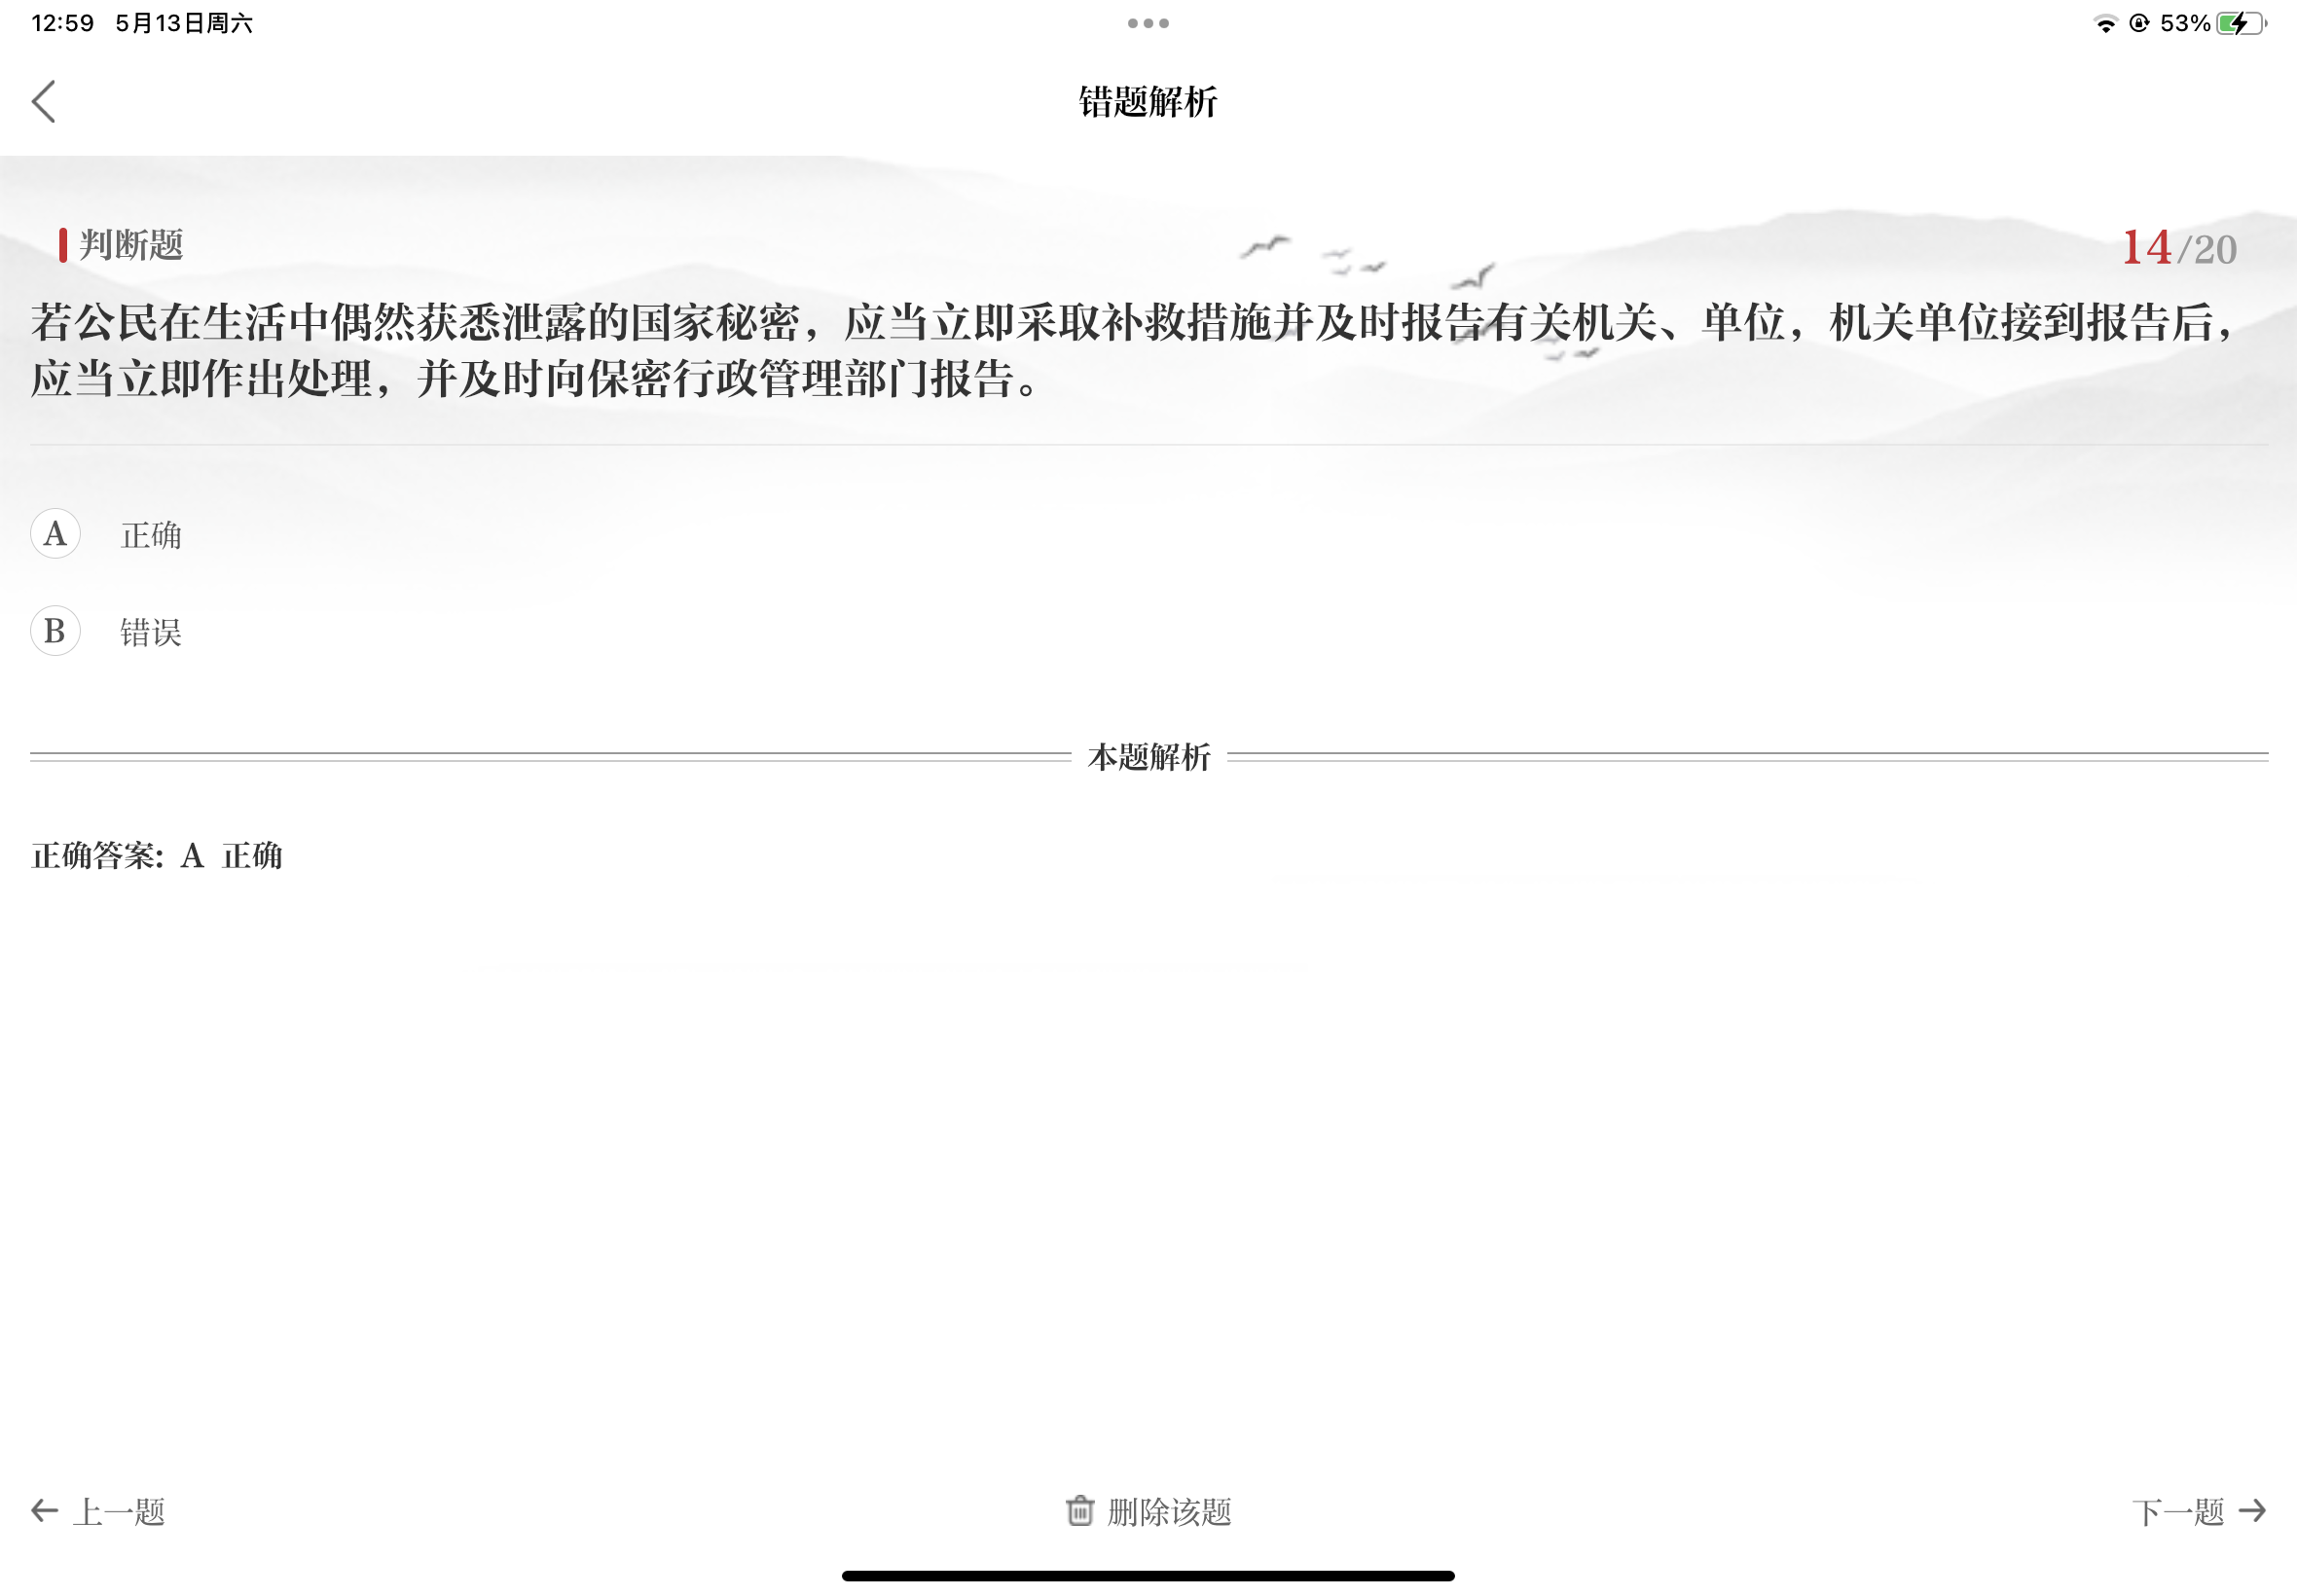 12:59 5月13日周六
53%
错题解析
判断题
14/20
若公民在生活中偶然获悉泄露的国家秘密，应当立即采取补救措施并及时报告有关机关、单位，机关单位接到报告后，
应当立即作出处理，并及时向保密行政管理部门报告。
A 正确
B 错误
本题解析
正确答案: A 正确
上一题
删除该题
下一题